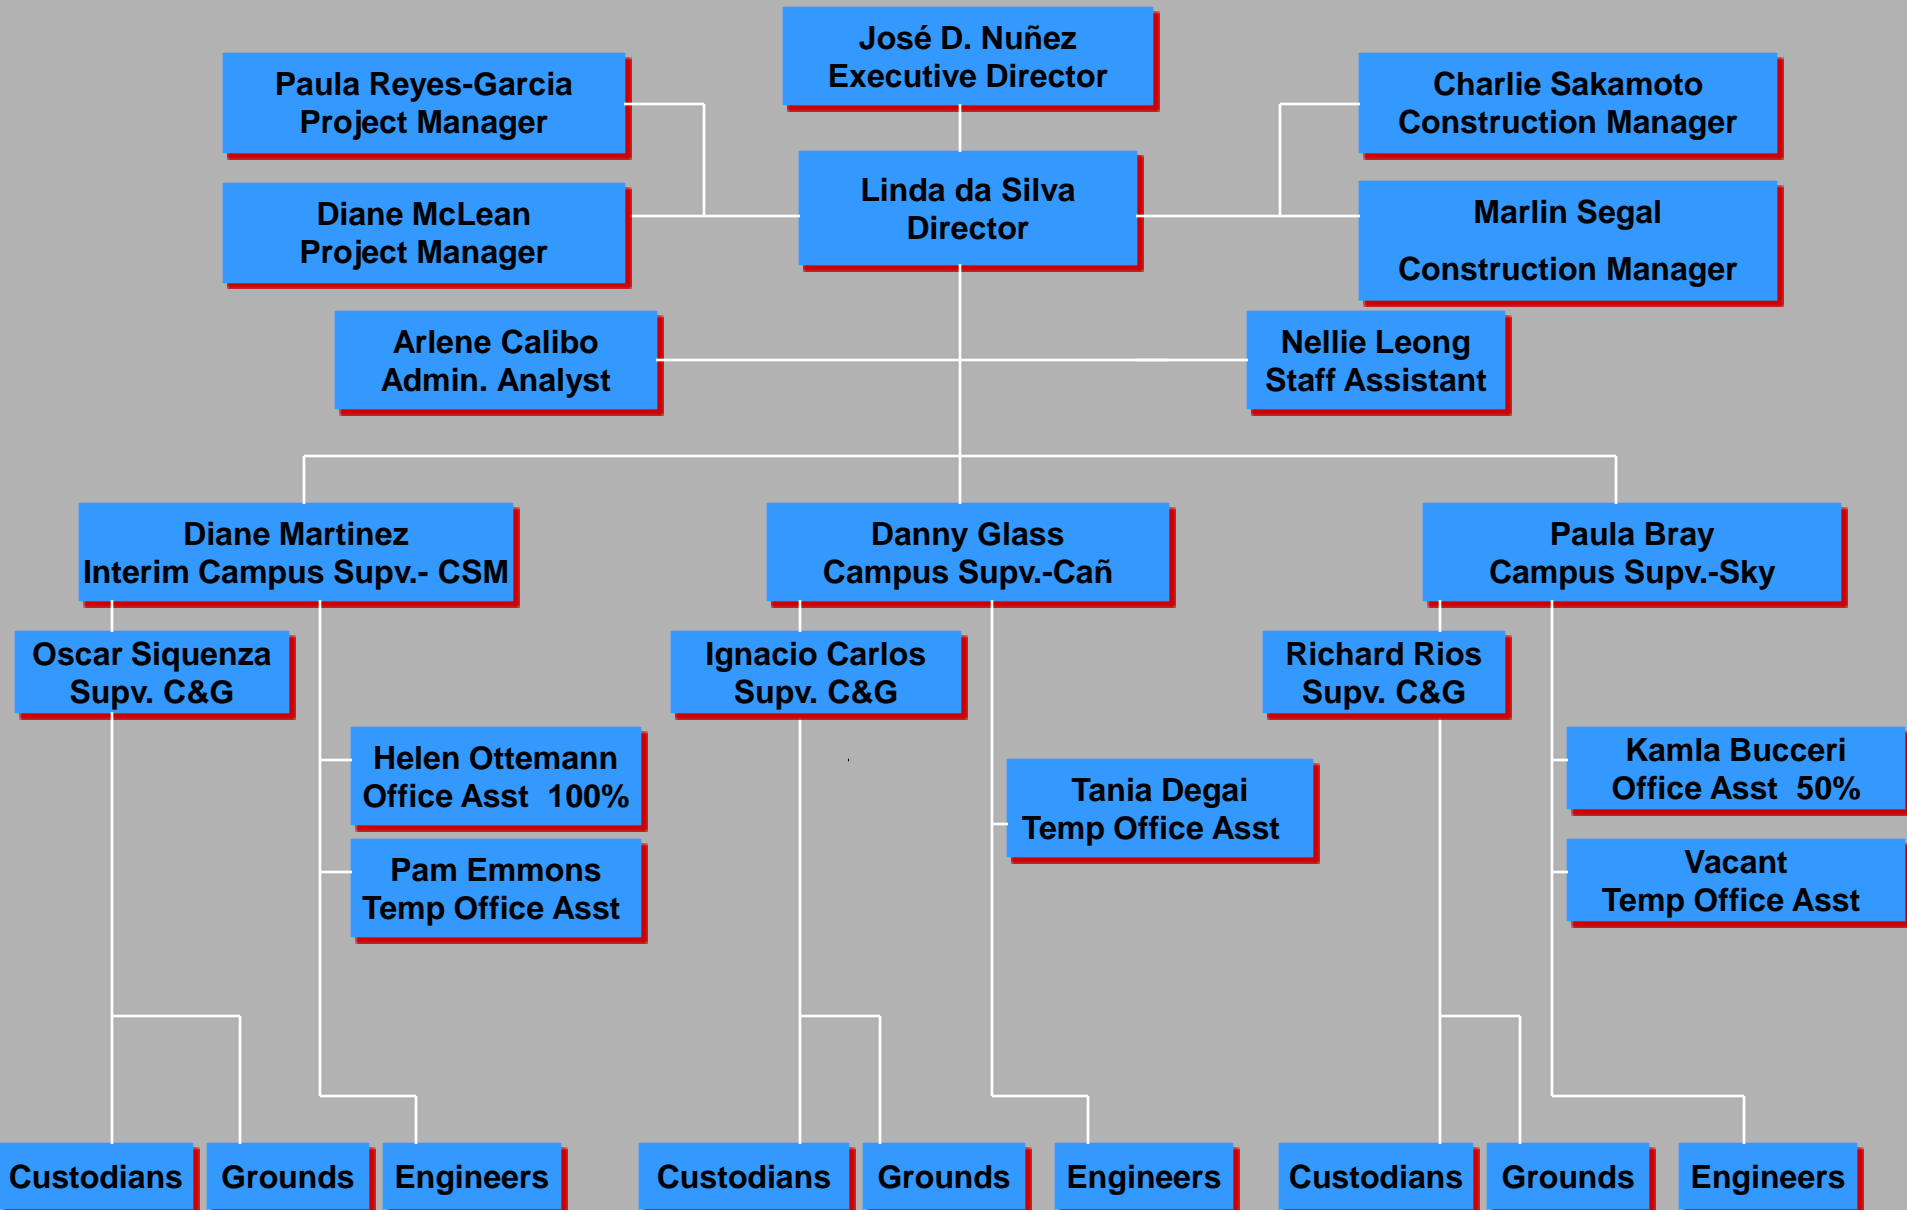 José D. Nuñez
Executive Director
Paula Reyes-Garcia
Project Manager
Charlie Sakamoto
Construction Manager
Linda da Silva
Director
Diane McLean
Project Manager
Marlin Segal
Construction Manager
Arlene Calibo
Admin. Analyst
Nellie Leong
Staff Assistant
Diane Martinez
Interim Campus Supv.- CSM
Danny Glass
Campus Supv.-Cañ
Paula Bray
Campus Supv.-Sky
Oscar Siquenza
Supv. C&G
Ignacio Carlos
Supv. C&G
Richard Rios
Supv. C&G
Helen Ottemann
Office Asst  100%
Pam Emmons
Temp Office Asst
Tania Degai
Temp Office Asst
Kamla Bucceri
Office Asst  50%
Vacant
Temp Office Asst
Custodians
Grounds
Engineers
Custodians
Grounds
Engineers
Custodians
Grounds
Engineers